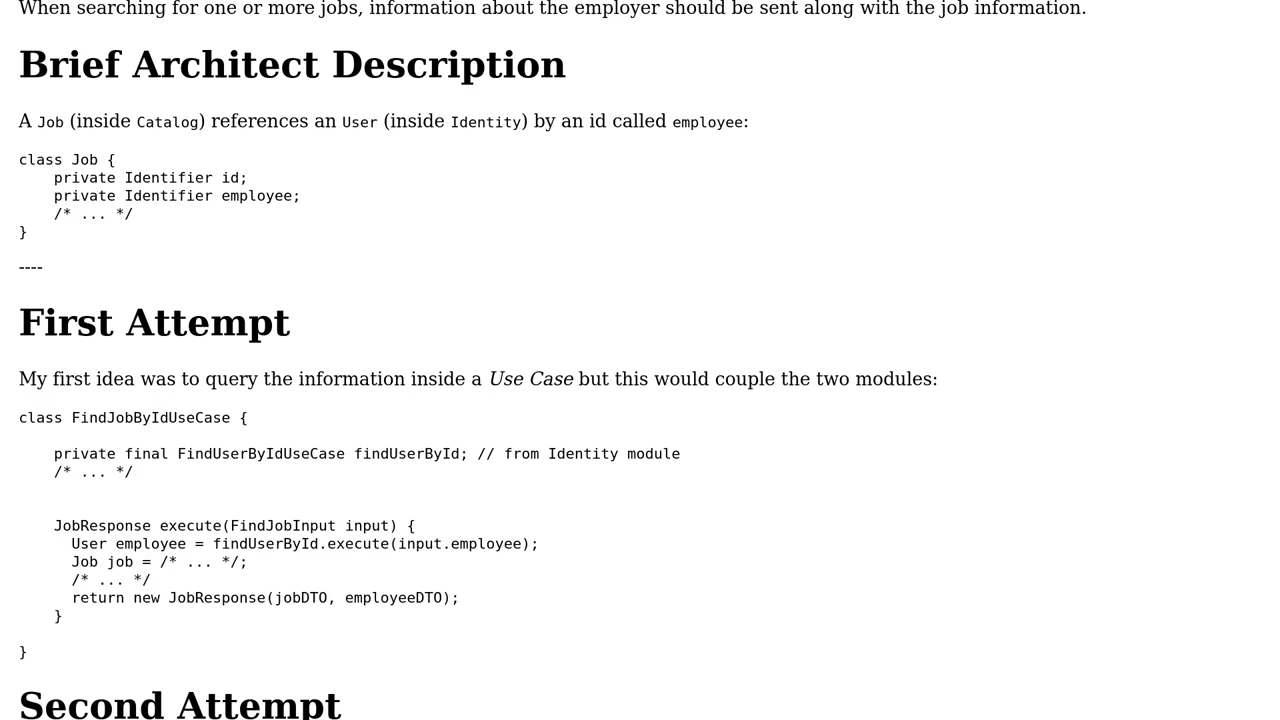 When searching for one or more jobs, information about the employer should be sent along with the job information.
Brief Architect Description
A Job (inside Catalog) references an User (inside Identity) by an id called employee:
class Job {
    private Identifier id;
    private Identifier employee;
    /* ... */
}
----
First Attempt
My first idea was to query the information inside a Use Case but this would couple the two modules:
class FindJobByIdUseCase {
    private final FindUserByIdUseCase findUserById; // from Identity module
    /* ... */
    JobResponse execute(FindJobInput input) {
      User employee = findUserById.execute(input.employee);
      Job job = /* ... */;
      /* ... */
      return new JobResponse(jobDTO, employeeDTO);
    }
}
Second Attempt